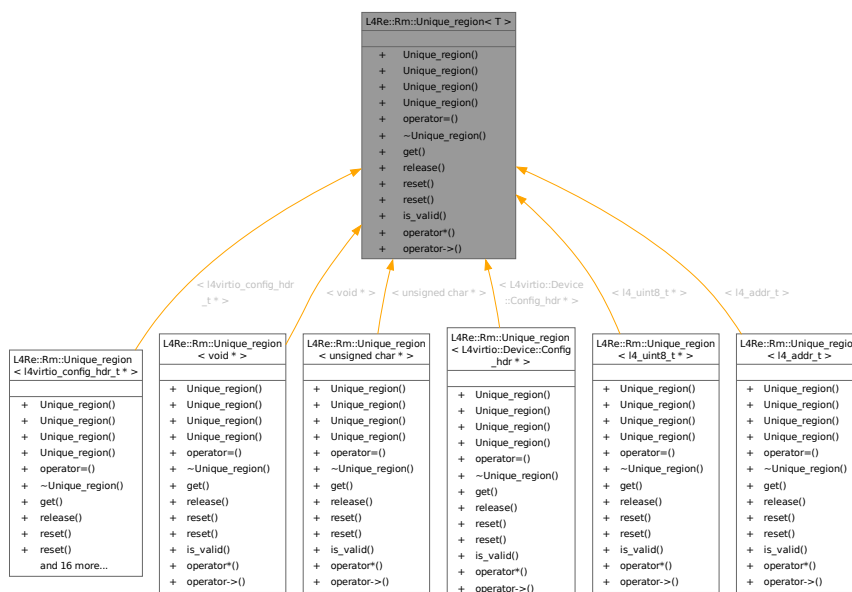 L4Re::Rm::Unique_region< T >
+ Unique_region()
+ Unique_region()
+ Unique_region()
+ Unique_region()
+ operator=()
+ ~Unique_region()
+ get()
+ release()
+ reset()
+ reset()
+ is_valid()
+ operator*()
+ operator->()
< l4virtio_config_hdr
_t * >
< void * >
< unsigned char * >
< L4virtio::Device
::Config_hdr * >
< l4_uint8_t * >
< l4_addr_t >
L4Re::Rm::Unique_region
< l4virtio_config_hdr_t * >
+ Unique_region()
+ Unique_region()
+ Unique_region()
+ Unique_region()
+ operator=()
+ ~Unique_region()
+ get()
+ release()
+ reset()
+ reset()
and 16 more...
L4Re::Rm::Unique_region
< void * >
+ Unique_region()
+ Unique_region()
+ Unique_region()
+ Unique_region()
+ operator=()
+ ~Unique_region()
+ get()
+ release()
+ reset()
+ reset()
+ is_valid()
+ operator*()
+ operator->()
L4Re::Rm::Unique_region
< unsigned char * >
+ Unique_region()
+ Unique_region()
+ Unique_region()
+ Unique_region()
+ operator=()
+ ~Unique_region()
+ get()
+ release()
+ reset()
+ reset()
+ is_valid()
+ operator*()
+ operator->()
L4Re::Rm::Unique_region
< L4virtio::Device::Config
_hdr * >
+ Unique_region()
+ Unique_region()
+ Unique_region()
+ Unique_region()
+ operator=()
+ ~Unique_region()
+ get()
+ release()
+ reset()
+ reset()
+ is_valid()
+ operator*()
+ operator->()
L4Re::Rm::Unique_region
< l4_uint8_t * >
+ Unique_region()
+ Unique_region()
+ Unique_region()
+ Unique_region()
+ operator=()
+ ~Unique_region()
+ get()
+ release()
+ reset()
+ reset()
+ is_valid()
+ operator*()
+ operator->()
L4Re::Rm::Unique_region
< l4_addr_t >
+ Unique_region()
+ Unique_region()
+ Unique_region()
+ Unique_region()
+ operator=()
+ ~Unique_region()
+ get()
+ release()
+ reset()
+ reset()
+ is_valid()
+ operator*()
+ operator->()